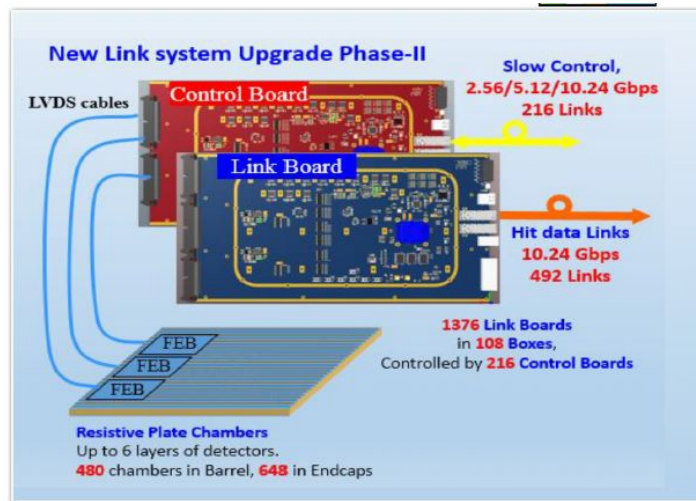 New Link system Upgrade Phase-II
Slow Control,
2.56/5.12/10.24 Gbps
216 Links
LVDS cables
Control Board
Link Board
Hit data Links
10.24 Gbps
492 Links
1376 Link Boards
in 108 Boxes,
Controlled by 216 Control Boards
FEB
FEB
FEB
Resistive Plate Chambers
Up to 6 layers of detectors.
480 chambers in Barrel, 648 in Endcaps